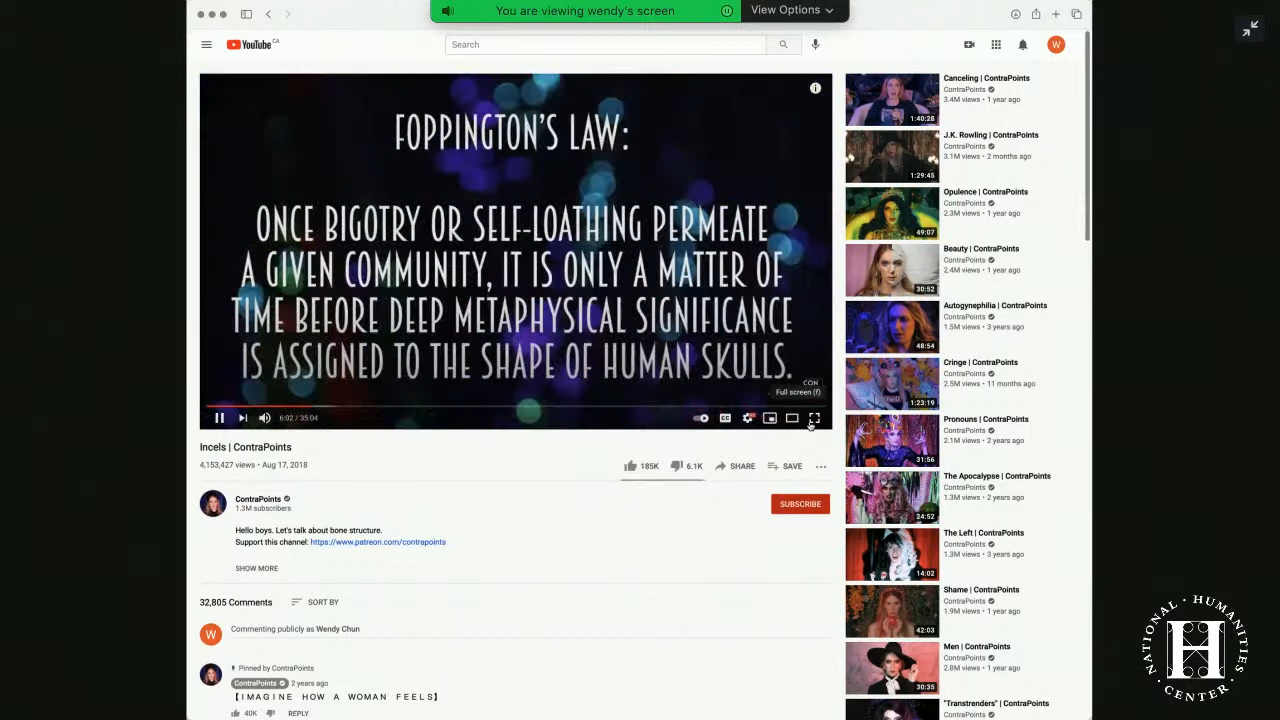 You are viewing wendy's screen
View Options
YouTube CA
Search
W
FOPPINGTON'S LAW:
ONCE BIGOTRY OR SELF-LOATHING PERMEATE
A GIVEN COMMUNITY, IT IS ONLY A MATTER OF
TIME BEFORE DEEP METAPHYSICAL SIGNIFICANCE
IS ASSIGNED TO THE SHAPE OF HUMAN SKULLS.
CON
Full screen (f)
6:02 / 35:04
Incels | ContraPoints
4,153,427 views • Aug 17, 2018
185K
6.1K
SHARE
SAVE
ContraPoints
1.3M subscribers
SUBSCRIBE
Hello boys. Let's talk about bone structure.
Support this channel: https://www.patreon.com/contrapoints
SHOW MORE
32,805 Comments
SORT BY
W
Commenting publicly as Wendy Chun
Pinned by ContraPoints
ContraPoints 2 years ago
【IMAGINE HOW A WOMAN FEELS】
40K
REPLY
Canceling | ContraPoints
ContraPoints
3.4M views • 1 year ago
1:40:28
J.K. Rowling | ContraPoints
ContraPoints
3.1M views • 2 months ago
1:29:45
Opulence | ContraPoints
ContraPoints
2.3M views • 1 year ago
49:07
Beauty | ContraPoints
ContraPoints
2.4M views • 1 year ago
30:52
Autogynephilia | ContraPoints
ContraPoints
1.5M views • 3 years ago
48:54
Cringe | ContraPoints
ContraPoints
2.5M views • 11 months ago
1:23:19
Pronouns | ContraPoints
ContraPoints
2.1M views • 2 years ago
31:56
The Apocalypse | ContraPoints
ContraPoints
1.3M views • 2 years ago
24:52
The Left | ContraPoints
ContraPoints
1.3M views • 3 years ago
14:02
Shame | ContraPoints
ContraPoints
1.9M views • 1 year ago
42:03
Men | ContraPoints
ContraPoints
2.8M views • 1 year ago
30:35
"Transtrenders" | ContraPoints
ContraPoints
NATIONAL · HUMANITIES · CENTER ·
H